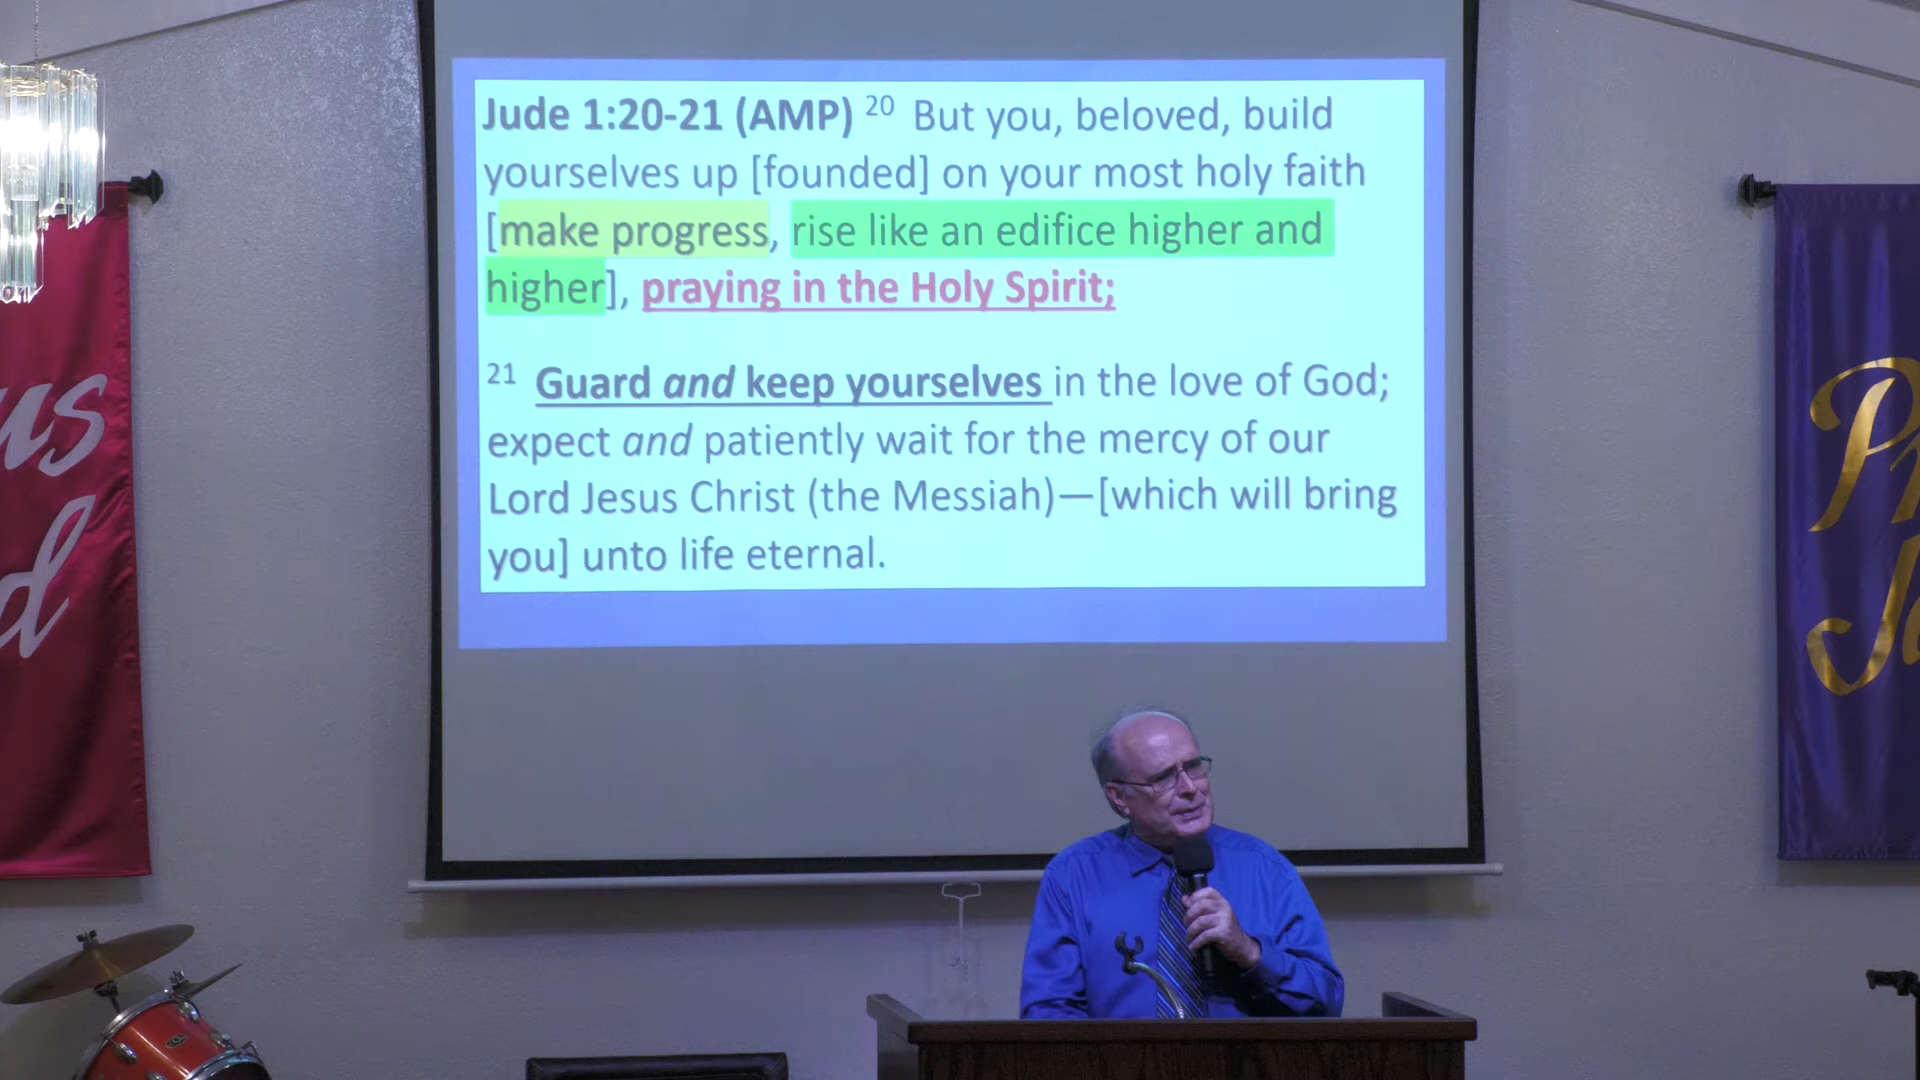 Jude 1:20-21 (AMP) 20 But you, beloved, build
yourselves up [founded] on your most holy faith
[make progress, rise like an edifice higher and
higher], praying in the Holy Spirit;
21 Guard and keep yourselves in the love of God;
expect and patiently wait for the mercy of our
Lord Jesus Christ (the Messiah)—[which will bring
you] unto life eternal.
us
d